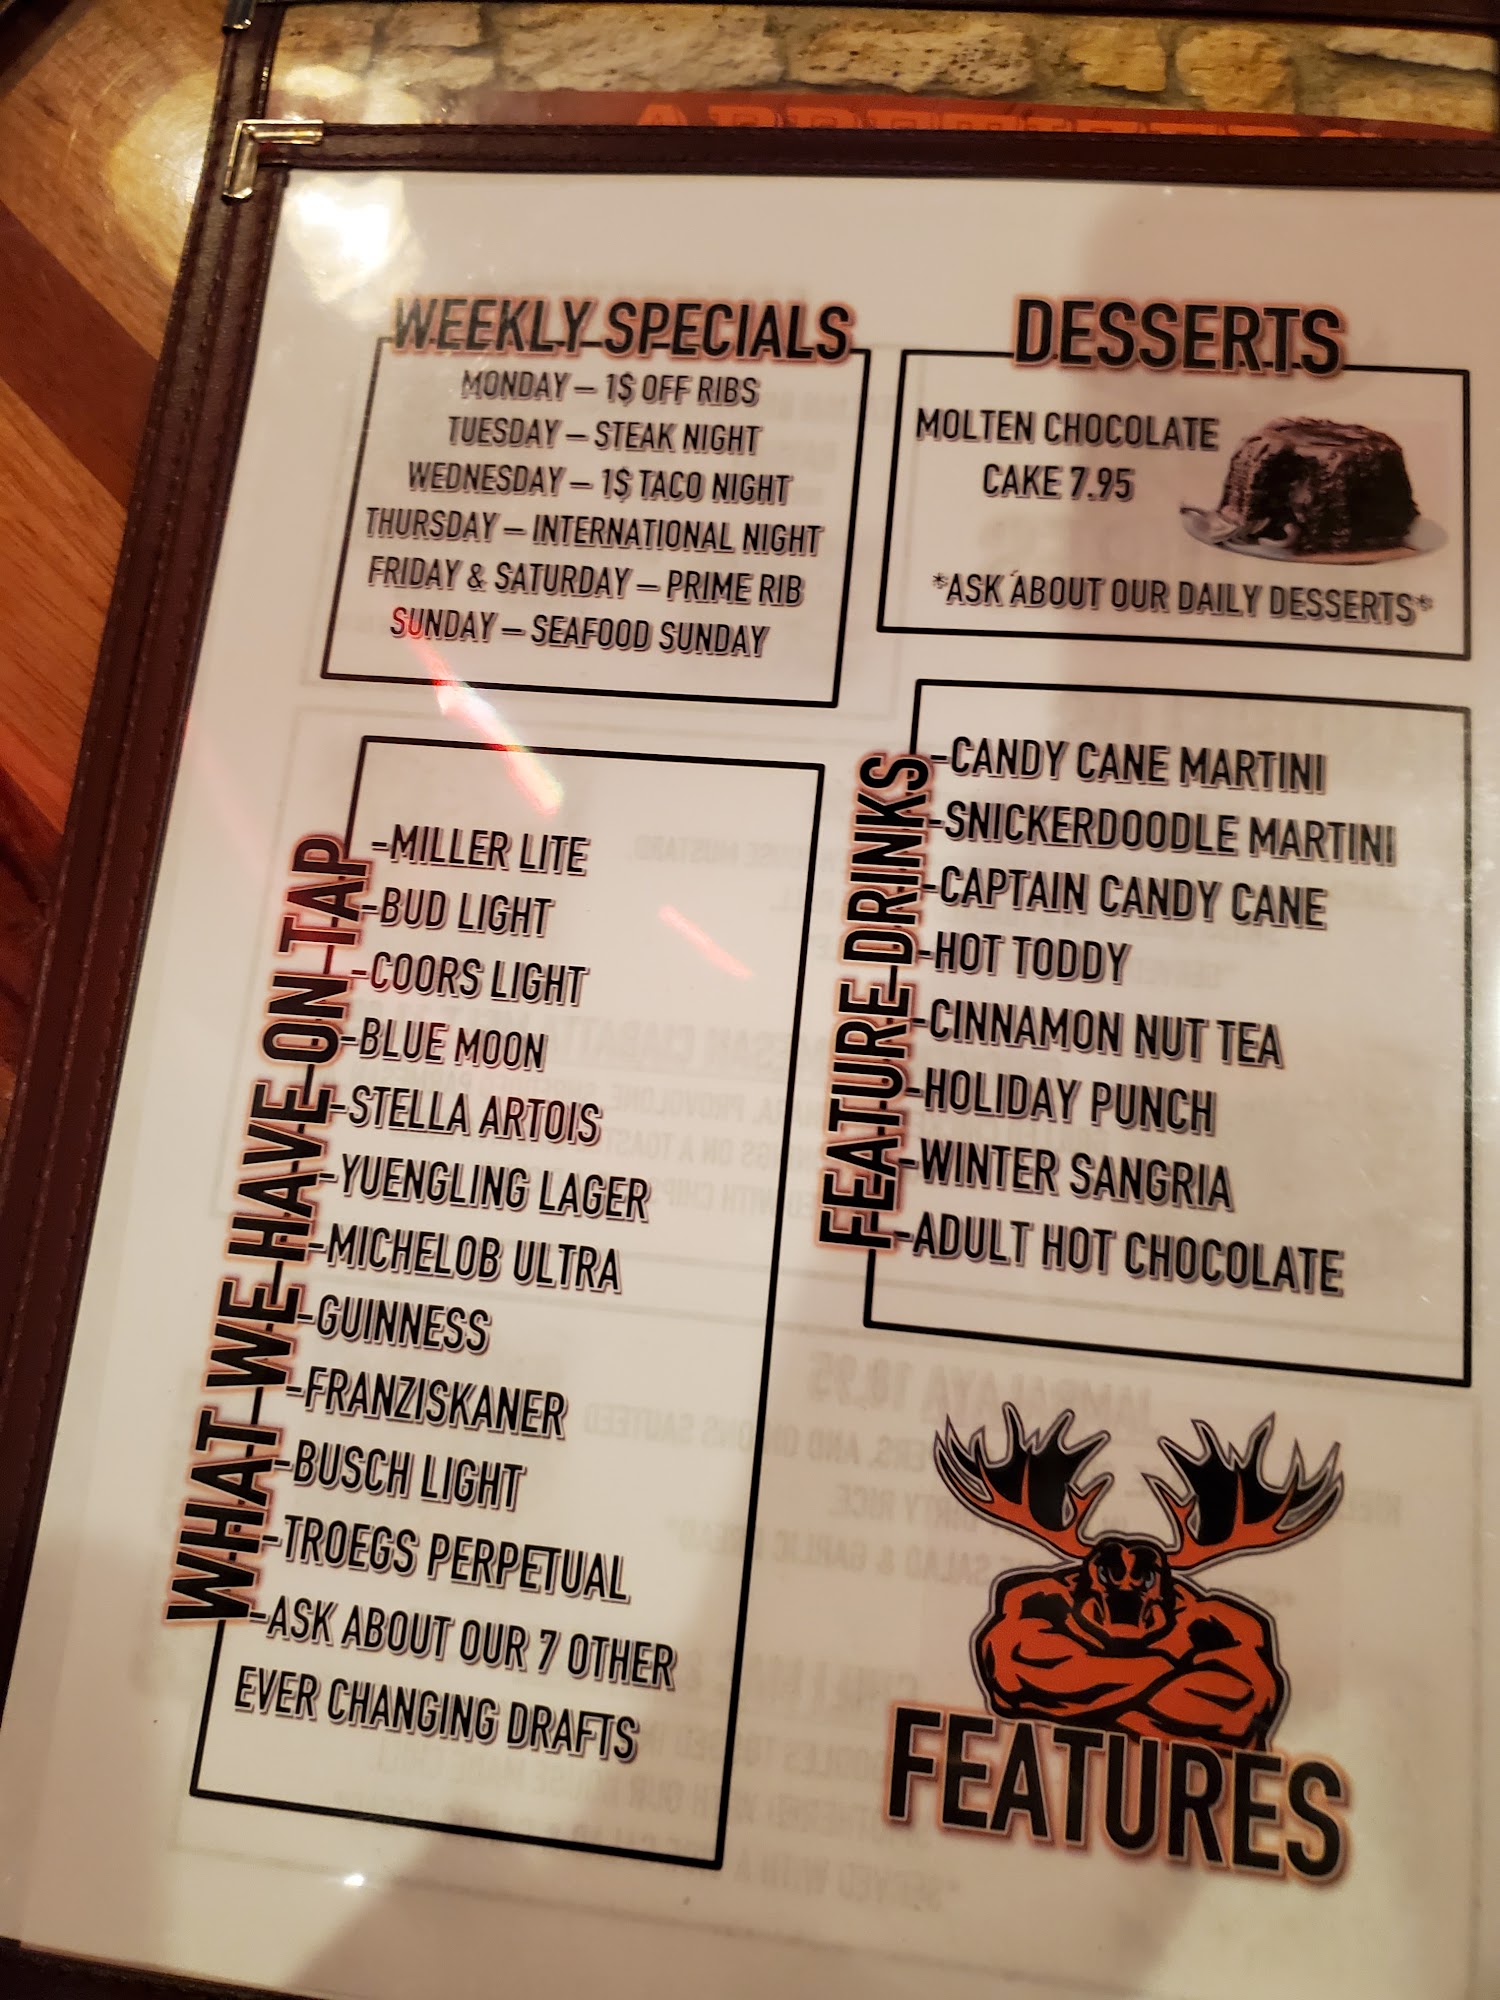 APPETIZERS
WEEKLY SPECIALS
MONDAY – 1$ OFF RIBS
TUESDAY – STEAK NIGHT
WEDNESDAY – 1$ TACO NIGHT
THURSDAY – INTERNATIONAL NIGHT
FRIDAY & SATURDAY – PRIME RIB
SUNDAY – SEAFOOD SUNDAY
DESSERTS
MOLTEN CHOCOLATE
CAKE 7.95
*ASK ABOUT OUR DAILY DESSERTS*
WHAT WE HAVE ON TAP
-MILLER LITE
-BUD LIGHT
-COORS LIGHT
-BLUE MOON
-STELLA ARTOIS
-YUENGLING LAGER
-MICHELOB ULTRA
-GUINNESS
-FRANZISKANER
-BUSCH LIGHT
-TROEGS PERPETUAL
-ASK ABOUT OUR 7 OTHER
EVER CHANGING DRAFTS
FEATURE DRINKS
-CANDY CANE MARTINI
-SNICKERDOODLE MARTINI
-CAPTAIN CANDY CANE
-HOT TODDY
-CINNAMON NUT TEA
-HOLIDAY PUNCH
-WINTER SANGRIA
-ADULT HOT CHOCOLATE
FEATURES